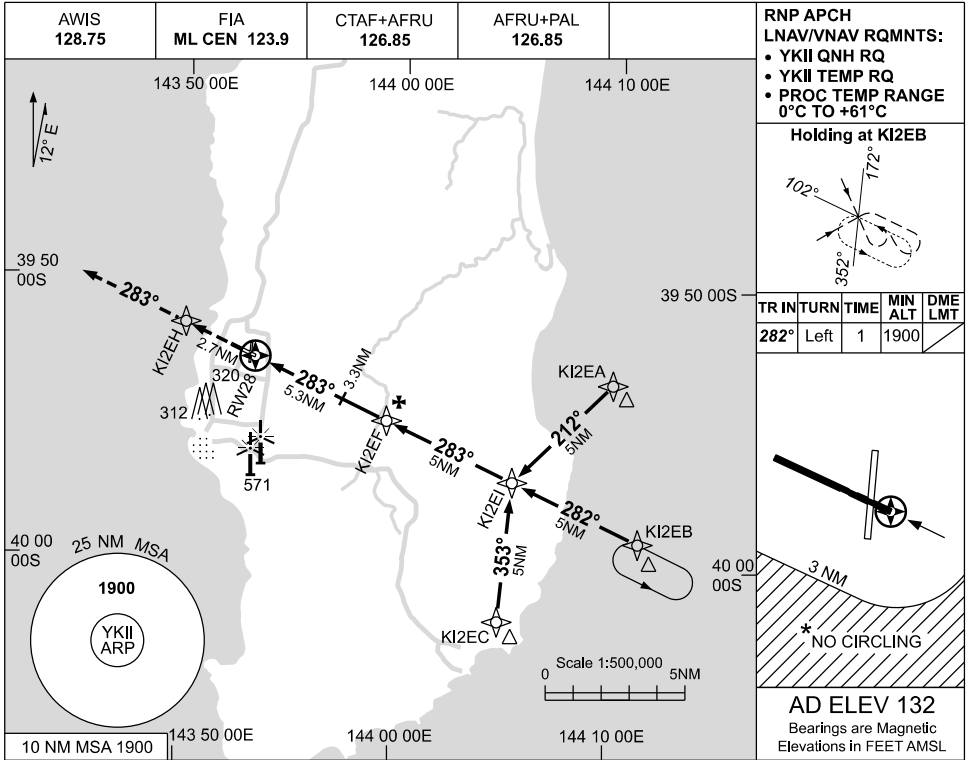 AWIS
128.75
FIA
ML CEN 123.9
CTAF+AFRU
126.85
AFRU+PAL
126.85
RNP APCH
LNAV/VNAV RQMNTS:
• YKII QNH RQ
• YKII TEMP RQ
• PROC TEMP RANGE
0°C TO +61°C
Holding at KI2EB
102°
172°
352°
TR IN TURN TIME MIN ALT DME LMT
282° Left 1 1900
143 50 00E
144 00 00E
144 10 00E
12° E
39 50
00S
39 50 00S
283°
KI2EH
2.7NM
RW28
320
312
571
283°
5.3NM
3.3NM
KI2EF
283°
5NM
KI2EA
212°
5NM
KI2EI
282°
5NM
KI2EB
353°
5NM
KI2EC
40 00
00S
40 00
00S
25 NM MSA
1900
YKII
ARP
10 NM MSA 1900
Scale 1:500,000
0 5NM
143 50 00E
144 00 00E
144 10 00E
3 NM
*NO CIRCLING
AD ELEV 132
Bearings are Magnetic
Elevations in FEET AMSL